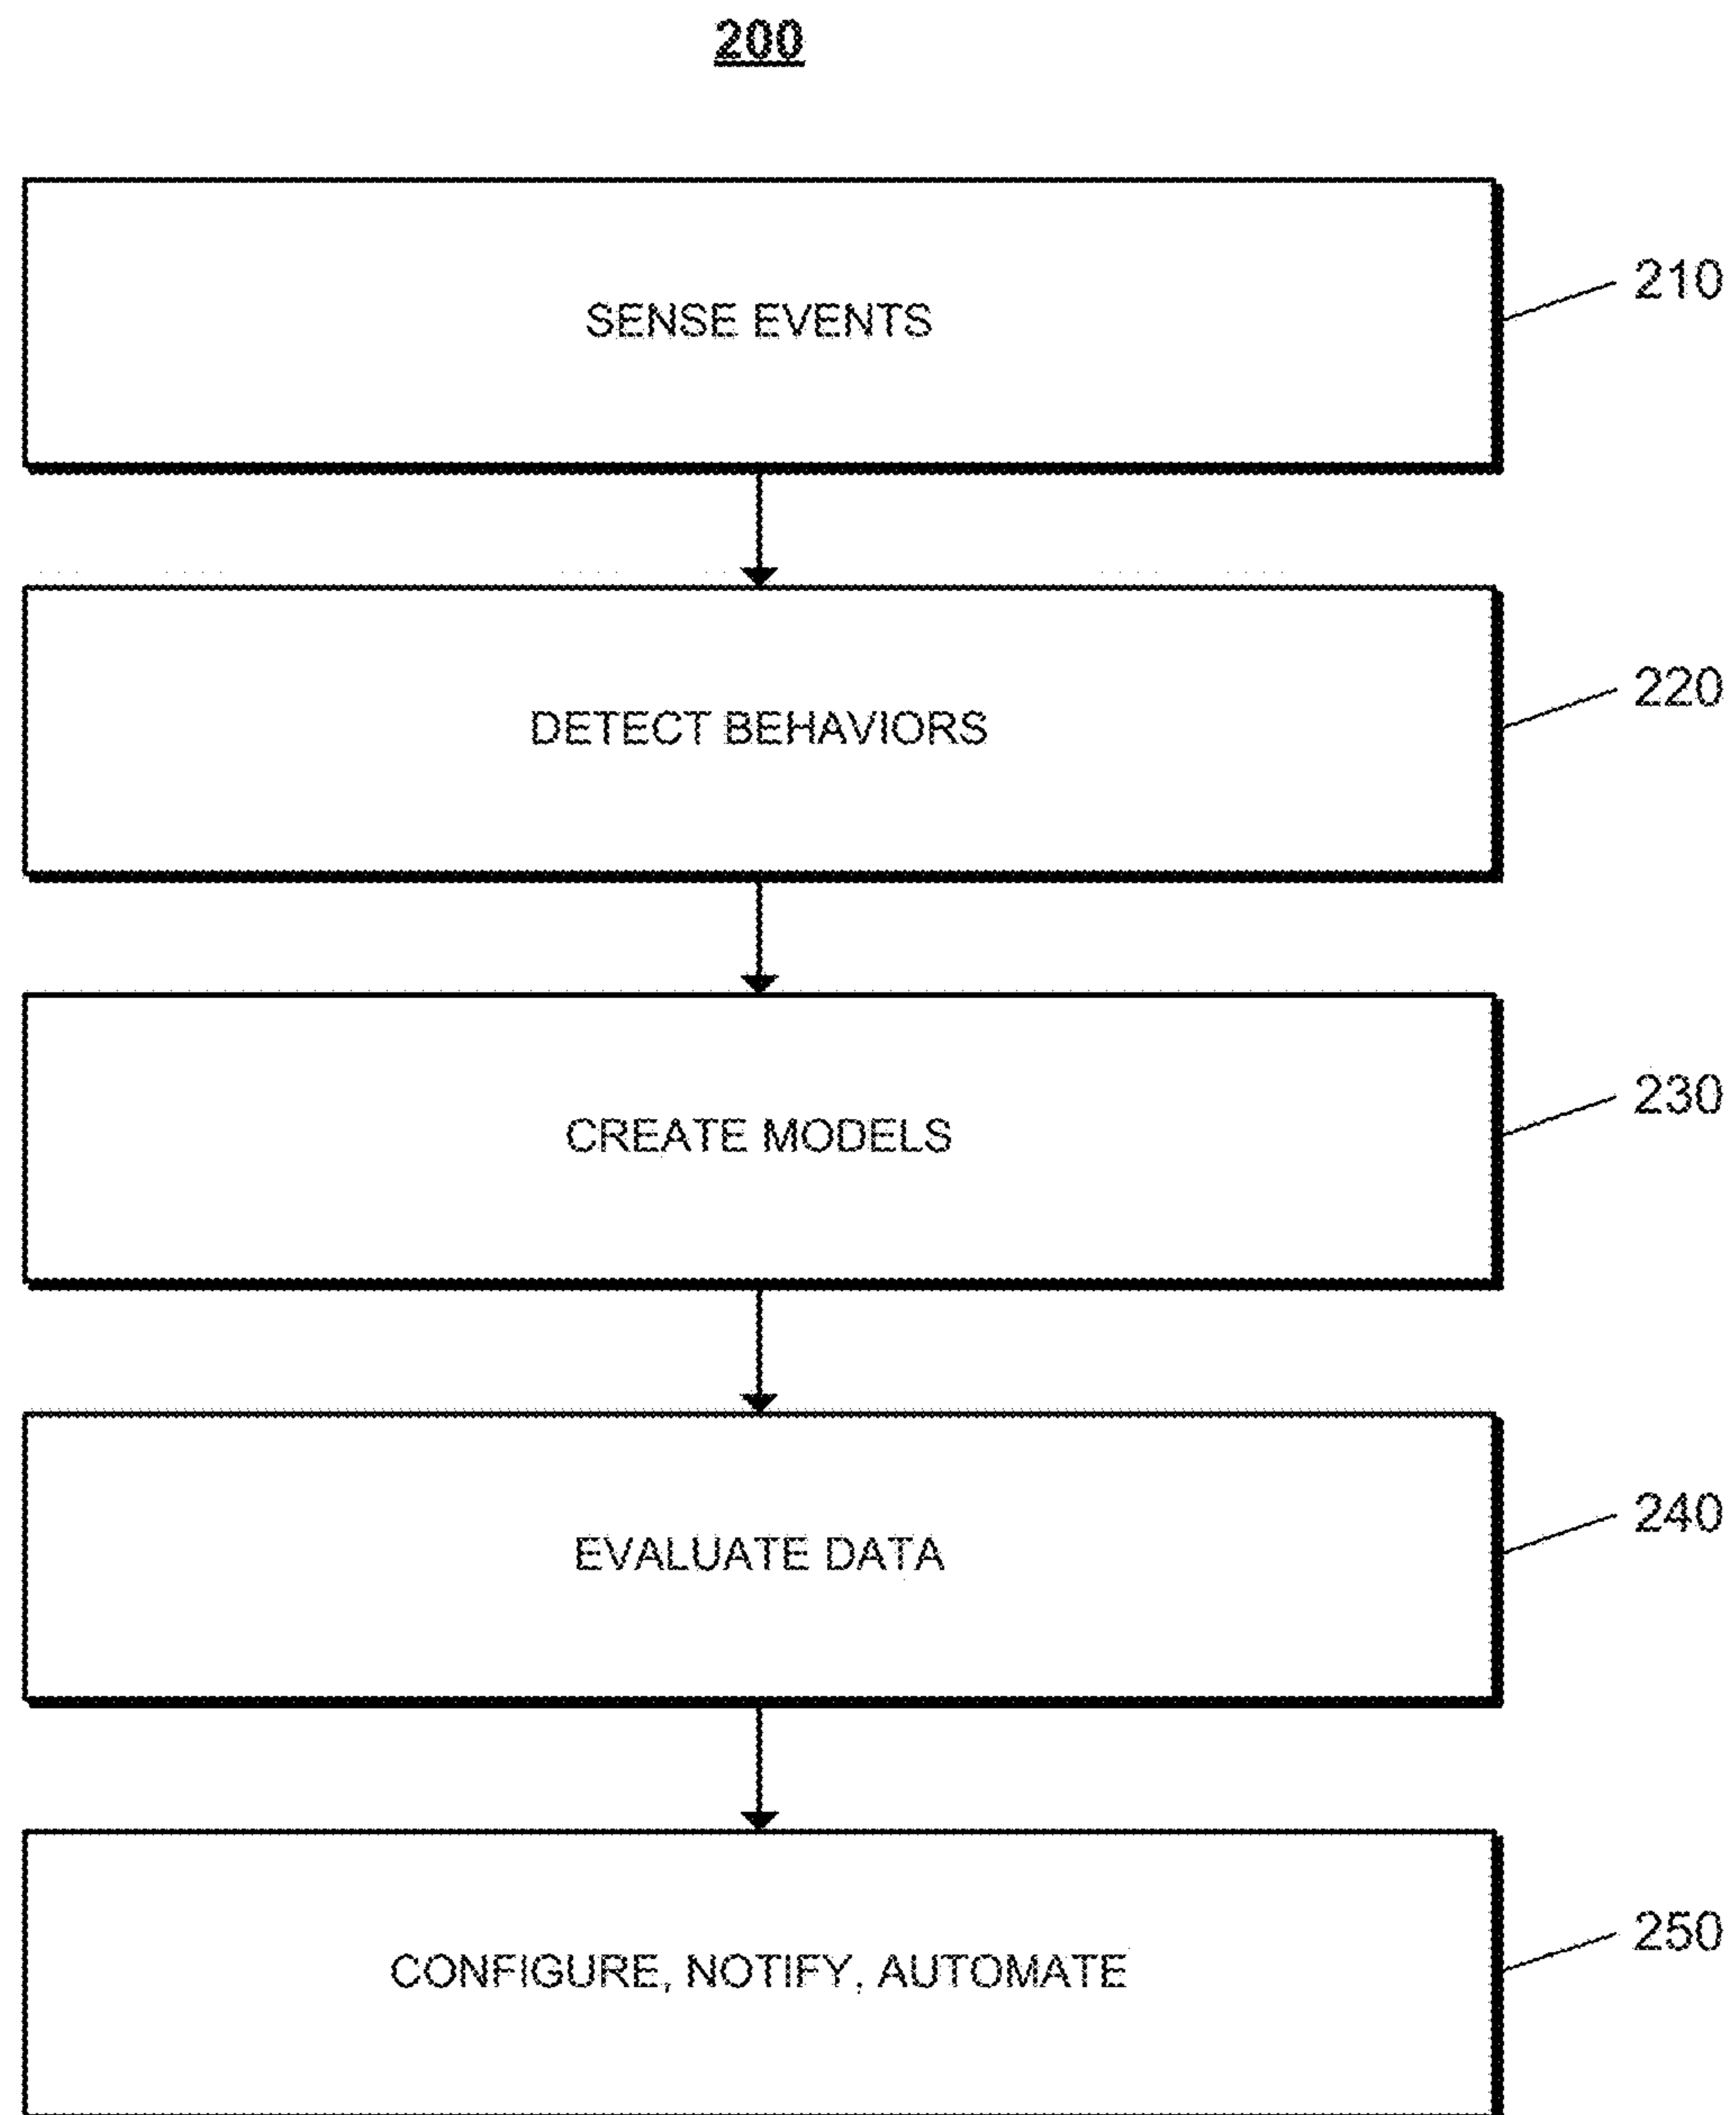 200
SENSE EVENTS
210
DETECT BEHAVIORS
220
CREATE MODELS
230
EVALUATE DATA
240
CONFIGURE, NOTIFY, AUTOMATE
250